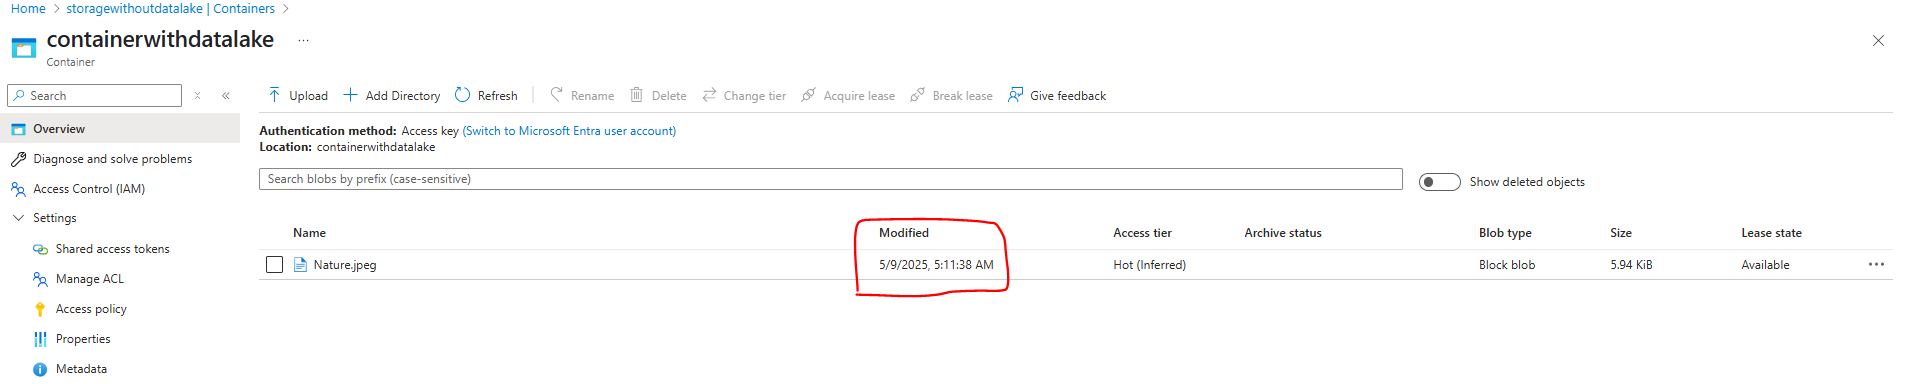 Home > storagewithoutdatalake | Containers >
containerwithdatalake ...
Container
Search
Overview
Diagnose and solve problems
Access Control (IAM)
Settings
Shared access tokens
Manage ACL
Access policy
Properties
Metadata
Upload Add Directory Refresh Rename Delete Change tier Acquire lease Break lease Give feedback
Authentication method: Access key (Switch to Microsoft Entra user account)
Location: containerwithdatalake
Search blobs by prefix (case-sensitive)
Show deleted objects
Name Modified Access tier Archive status Blob type Size Lease state
Nature.jpeg 5/9/2025, 5:11:38 AM Hot (Inferred) Block blob 5.94 KiB Available ...